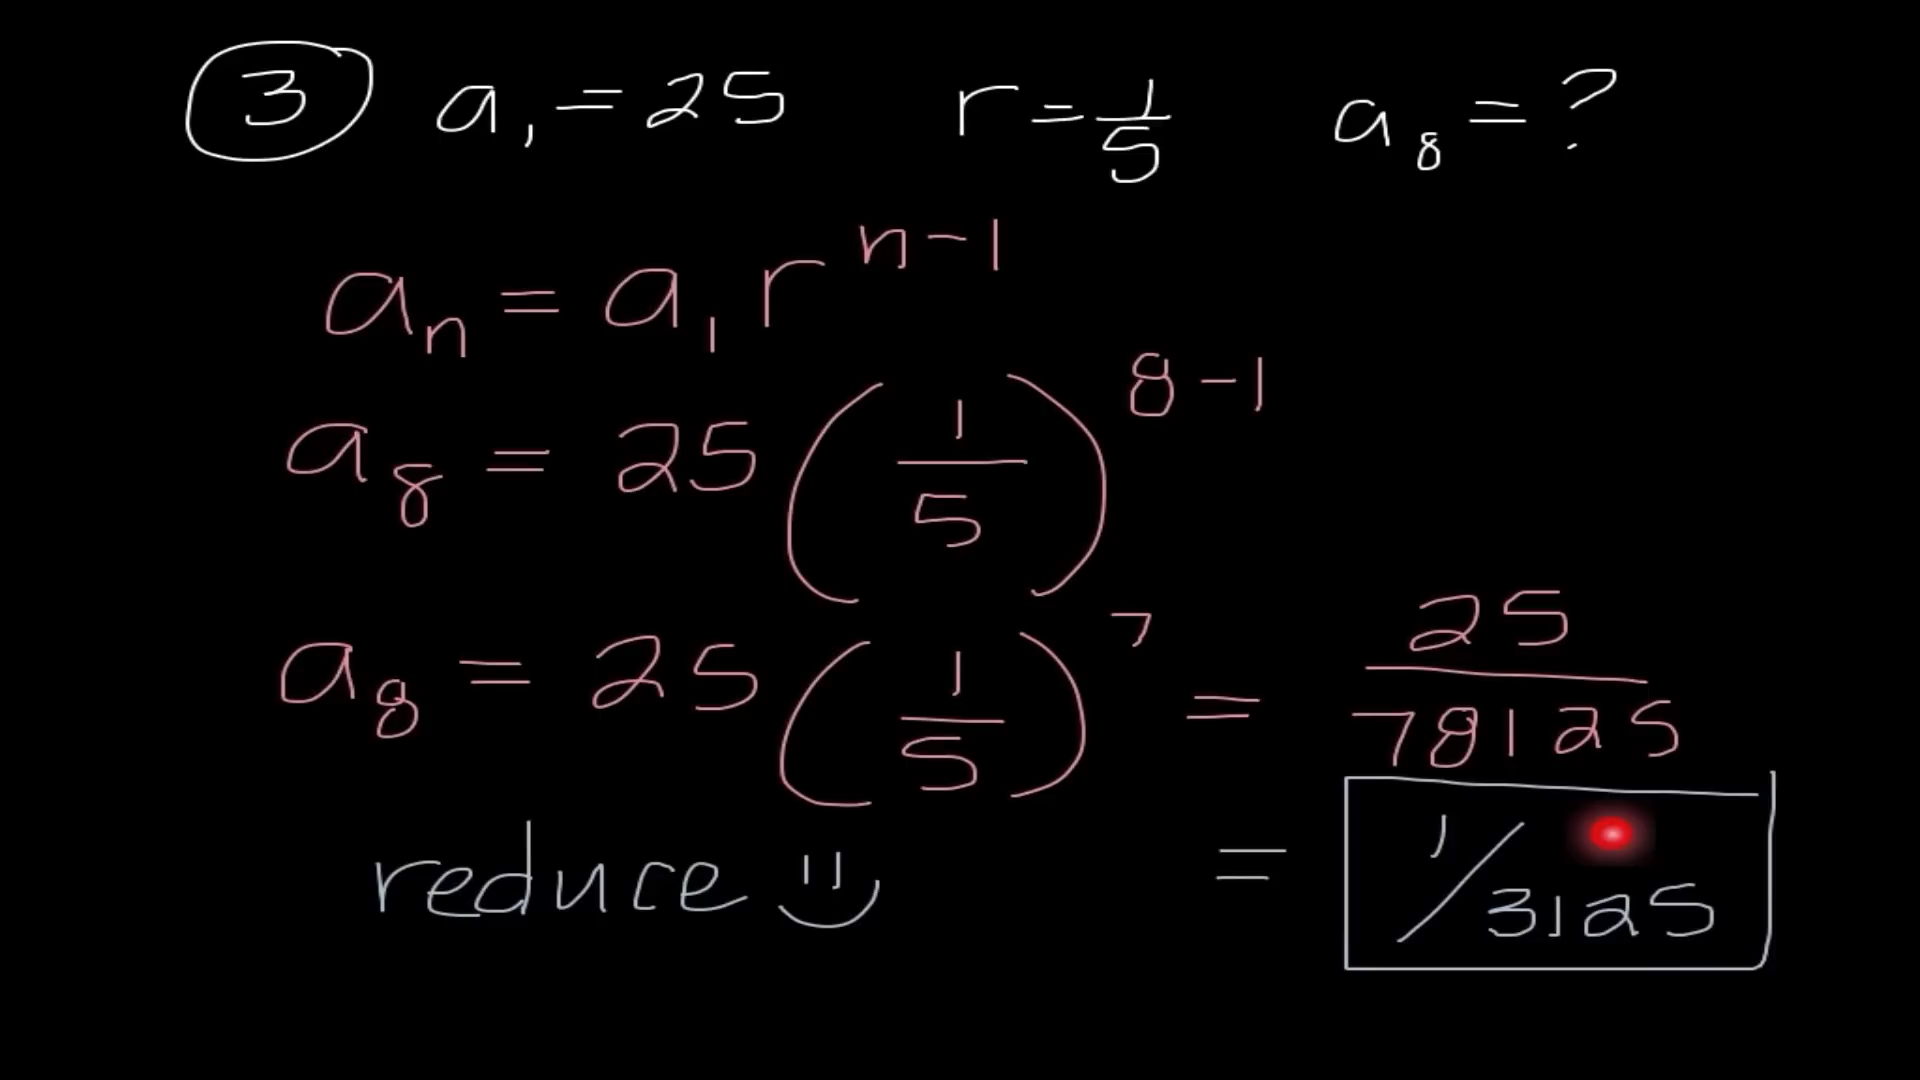 3 a₁ = 25 r = 1/5 a₈ = ?
aₙ = a₁ rⁿ⁻¹
a₈ = 25 (1/5)⁸⁻¹
a₈ = 25 (1/5)⁷ = 25/78125
reduce = 1/3125